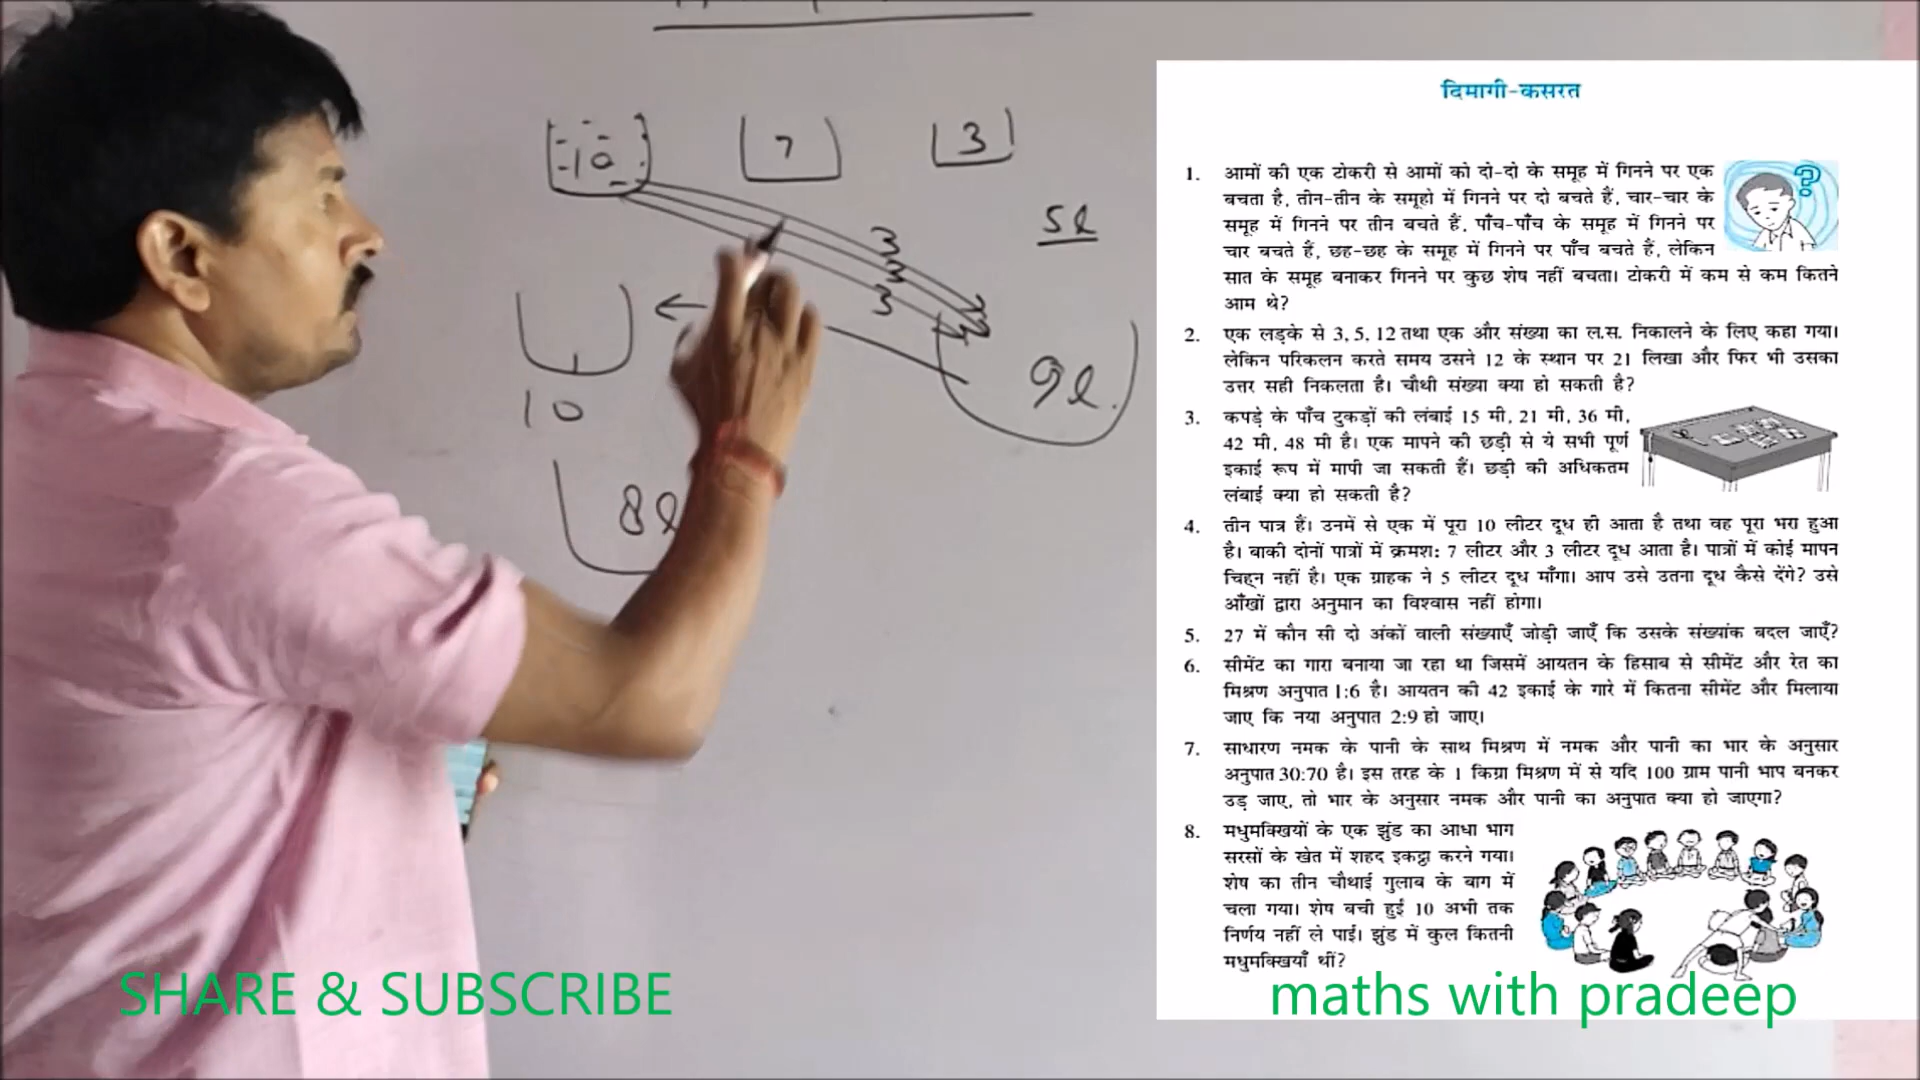 10
7
3
5l
3
3
3
9l.
10
8l
दिमागी-कसरत
1. आमों की एक टोकरी से आमों को दो-दो के समूह में गिनने पर एक
बचता है, तीन-तीन के समूहो में गिनने पर दो बचते हैं, चार-चार के
समूह में गिनने पर तीन बचते हैं, पाँच-पाँच के समूह में गिनने पर
चार बचते हैं, छह-छह के समूह में गिनने पर पाँच बचते हैं, लेकिन
सात के समूह बनाकर गिनने पर कुछ शेष नहीं बचता। टोकरी में कम से कम कितने
आम थे?
2. एक लड़के से 3, 5, 12 तथा एक और संख्या का ल.स. निकालने के लिए कहा गया।
लेकिन परिकलन करते समय उसने 12 के स्थान पर 21 लिखा और फिर भी उसका
उत्तर सही निकलता है। चौथी संख्या क्या हो सकती है?
3. कपड़े के पाँच टुकड़ों की लंबाई 15 मी, 21 मी, 36 मी,
42 मी, 48 मी है। एक मापने की छड़ी से ये सभी पूर्ण
इकाई रूप में मापी जा सकती हैं। छड़ी की अधिकतम
लंबाई क्या हो सकती है?
4. तीन पात्र हैं। उनमें से एक में पूरा 10 लीटर दूध ही आता है तथा वह पूरा भरा हुआ
है। बाकी दोनों पात्रों में क्रमश: 7 लीटर और 3 लीटर दूध आता है। पात्रों में कोई मापन
चिह्न नहीं है। एक ग्राहक ने 5 लीटर दूध माँगा। आप उसे उतना दूध कैसे देंगे? उसे
आँखों द्वारा अनुमान का विश्वास नहीं होगा।
5. 27 में कौन सी दो अंकों वाली संख्याएँ जोड़ी जाएँ कि उसके संख्यांक बदल जाएँ?
6. सीमेंट का गारा बनाया जा रहा था जिसमें आयतन के हिसाब से सीमेंट और रेत का
मिश्रण अनुपात 1:6 है। आयतन की 42 इकाई के गारे में कितना सीमेंट और मिलाया
जाए कि नया अनुपात 2:9 हो जाए।
7. साधारण नमक के पानी के साथ मिश्रण में नमक और पानी का भार के अनुसार
अनुपात 30:70 है। इस तरह के 1 किग्रा मिश्रण में से यदि 100 ग्राम पानी भाप बनकर
उड़ जाए, तो भार के अनुसार नमक और पानी का अनुपात क्या हो जाएगा?
8. मधुमक्खियों के एक झुंड का आधा भाग
सरसों के खेत में शहद इकट्ठा करने गया।
शेष का तीन चौथाई गुलाब के बाग में
चला गया। शेष बची हुई 10 अभी तक
निर्णय नहीं ले पाईं। झुंड में कुल कितनी
मधुमक्खियाँ थीं?
SHARE & SUBSCRIBE
maths with pradeep